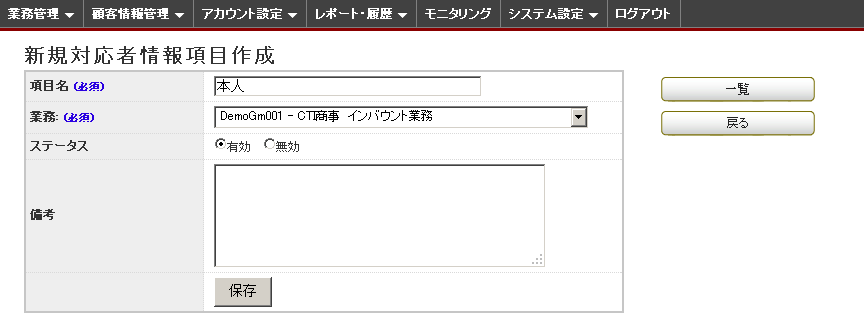 業務管理 顧客情報管理 アカウント設定 レポート・履歴 モニタリング システム設定 ログアウト
新規対応者情報項目作成
項目名 (必須) 本人
一覧
業務: (必須) DemoGm001 - CTI商事 インバウント業務
戻る
ステータス 有効 無効
備考
保存